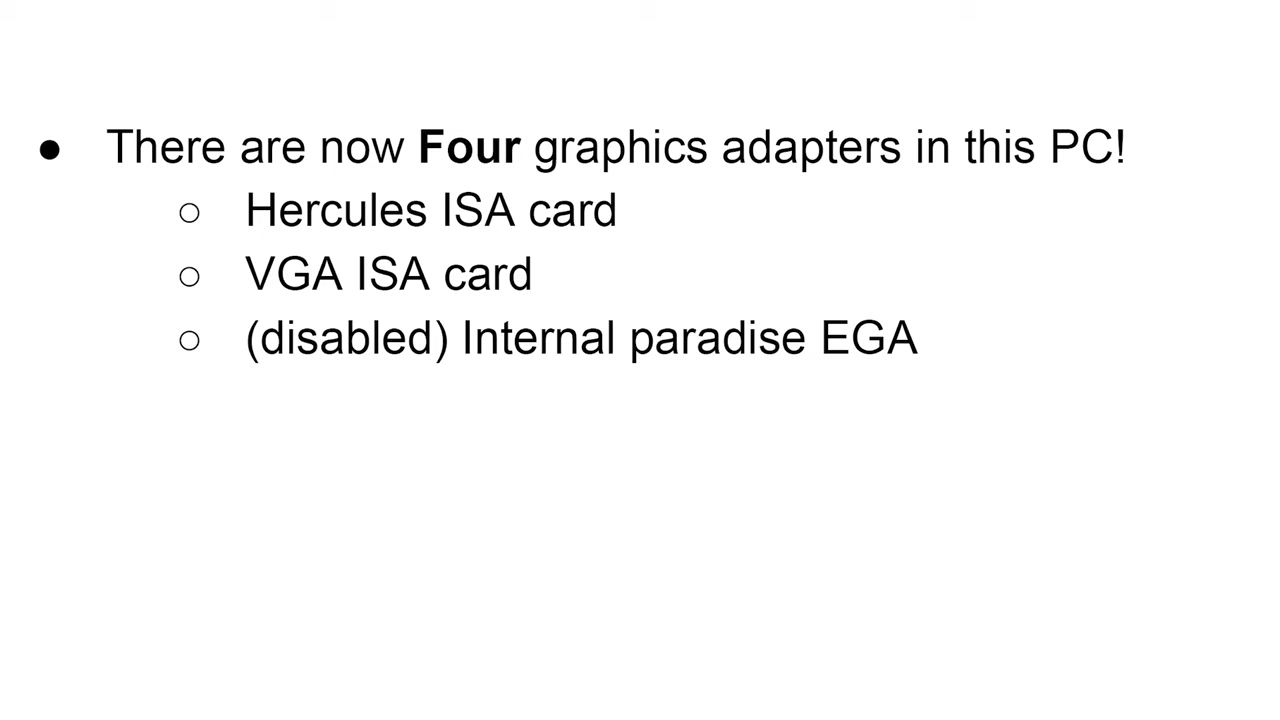 ● There are now Four graphics adapters in this PC!
○ Hercules ISA card
○ VGA ISA card
○ (disabled) Internal paradise EGA